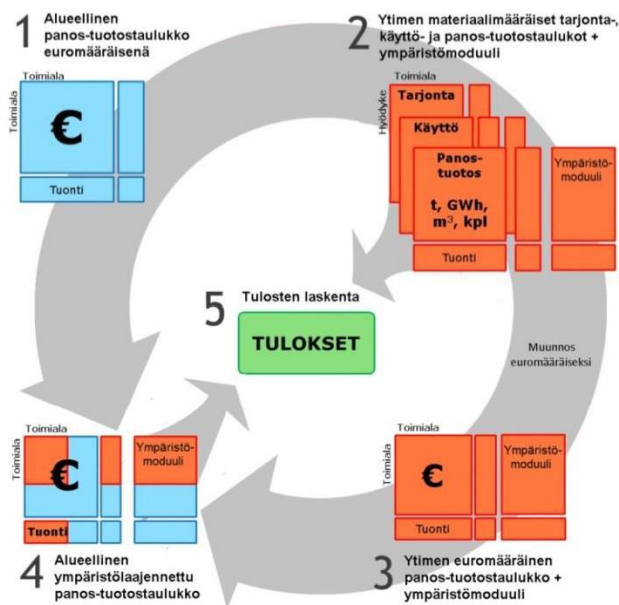 1 Alueellinen
panos-tuotostaulukko
euromääräisenä
Toimiala
Toimiala
€
Tuonti
2 Ytimen materiaalimääräiset tarjonta-,
käyttö- ja panos-tuotostaulukot +
ympäristömoduuli
Toimiala
Hyödyke
Tarjonta
Käyttö
Panos-
tuotos
t, GWh,
m³, kpl
Tuonti
Ympäristö-
moduuli
5 Tulosten laskenta
TULOKSET
Muunnos
euromääräiseksi
Toimiala
Toimiala
€
Tuonti
Ympäristö-
moduuli
4 Alueellinen
ympäristölaajennettu
panos-tuotostaulukko
Toimiala
Toimiala
€
Tuonti
Ympäristö-
moduuli
3 Ytimen euromääräinen
panos-tuotostaulukko +
ympäristömoduuli